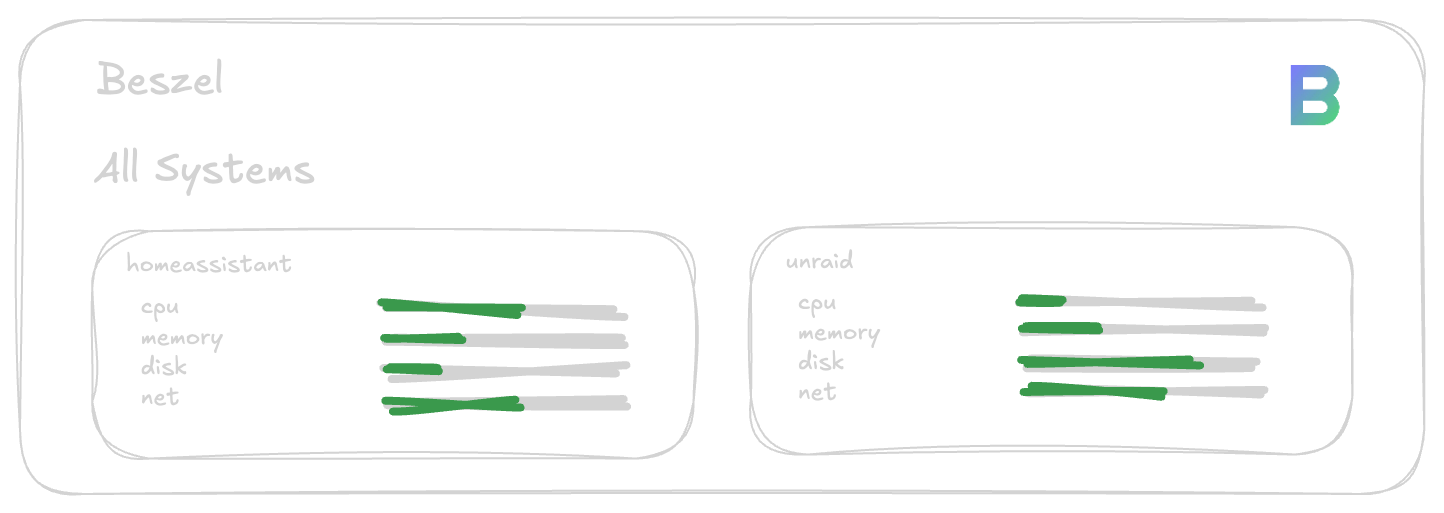 Beszel
B
All Systems
homeassistant
cpu
memory
disk
net
unraid
cpu
memory
disk
net